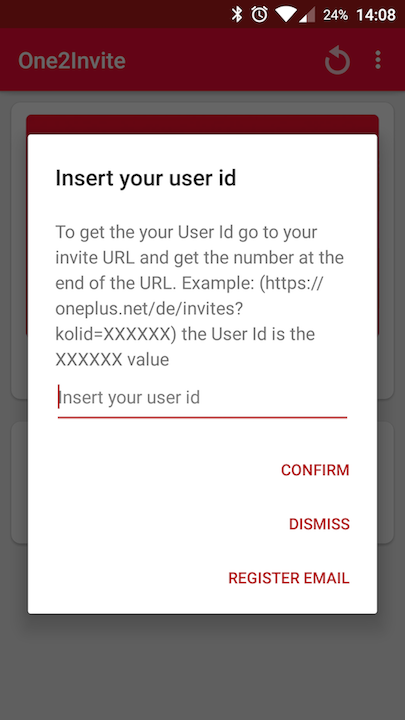 24% 14:08
One2Invite
Insert your user id
To get the your User Id go to your
invite URL and get the number at the
end of the URL. Example: (https://
oneplus.net/de/invites?
kolid=XXXXXX) the User Id is the
XXXXXX value
Insert your user id
CONFIRM
DISMISS
REGISTER EMAIL